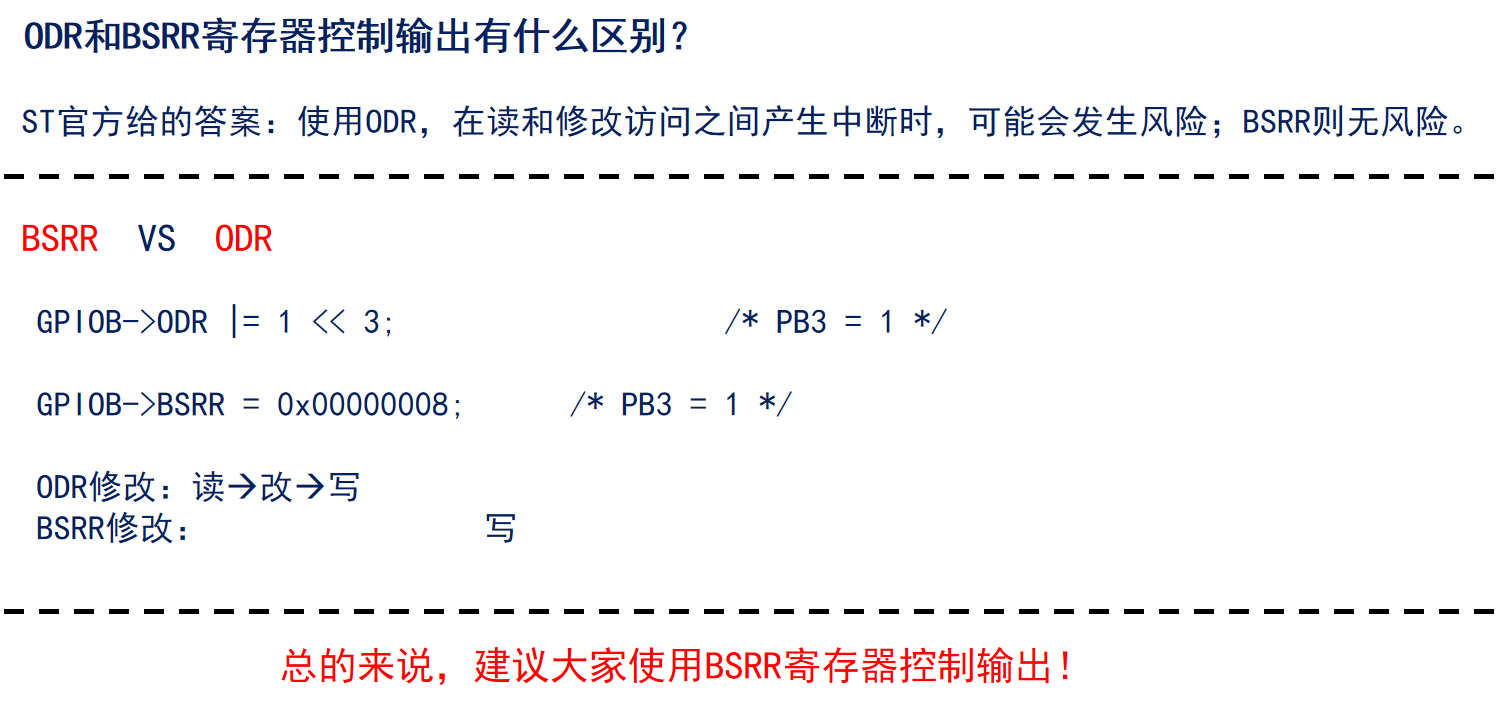 ODR和BSRR寄存器控制输出有什么区别？
ST官方给的答案：使用ODR，在读和修改访问之间产生中断时，可能会发生风险；BSRR则无风险。
BSRR VS ODR
GPIOB->ODR |= 1 << 3; /* PB3 = 1 */
GPIOB->BSRR = 0x00000008; /* PB3 = 1 */
ODR修改：读→改→写
BSRR修改： 写
总的来说，建议大家使用BSRR寄存器控制输出！